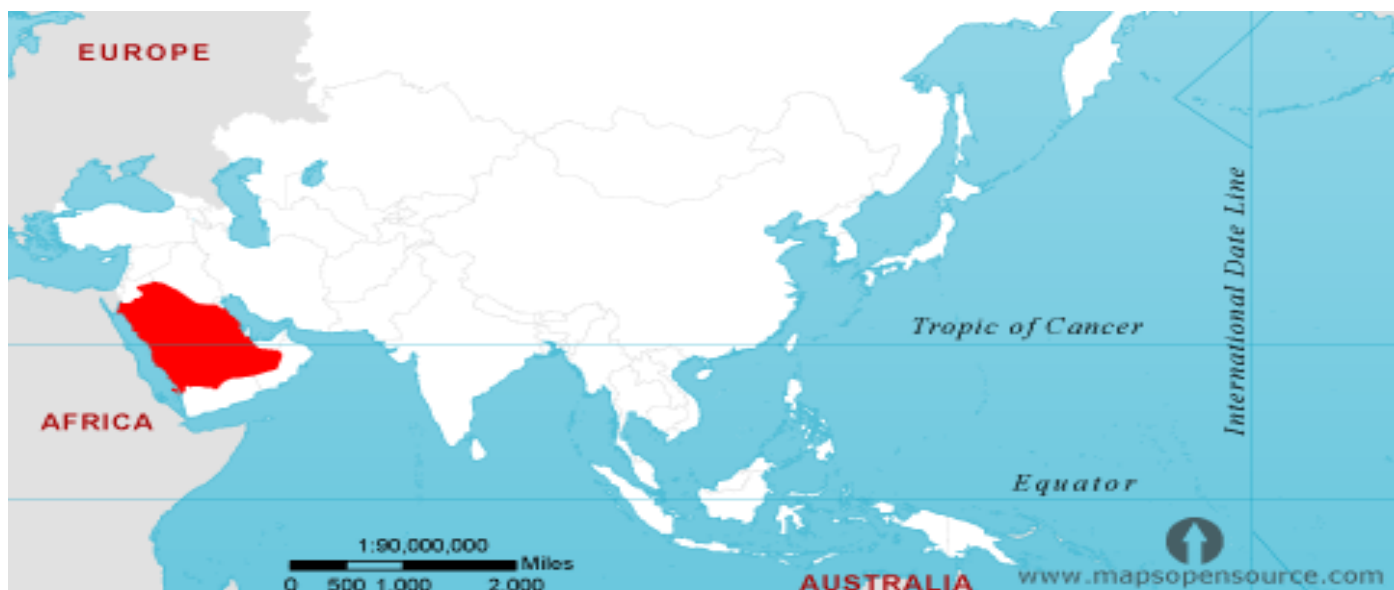 EUROPE
International Date Line
Tropic of Cancer
AFRICA
Equator
1:90,000,000
Miles
0 500 1,000 2,000
AUSTRALIA
www.mapsopensource.com